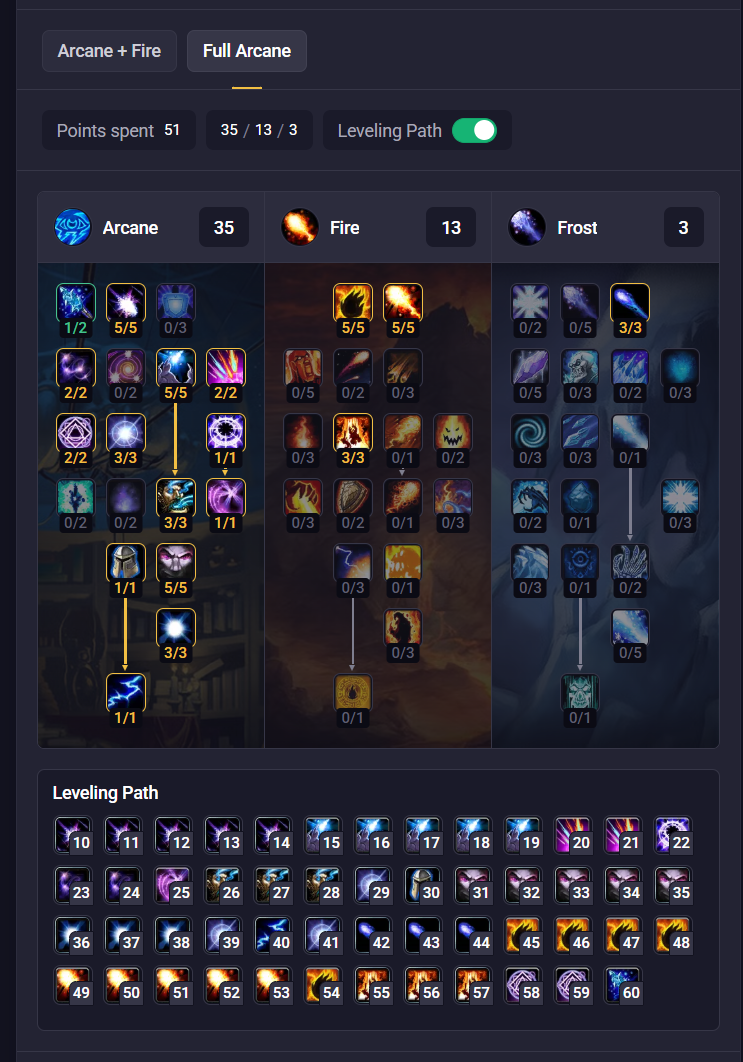 Arcane + Fire Full Arcane
Points spent 51 35 / 13 / 3 Leveling Path
Arcane 35 Fire 13 Frost 3
1/2 5/5 0/3 5/5 5/5 0/2 0/5 3/3
2/2 0/2 5/5 2/2 0/5 0/2 0/3 0/5 0/3 0/2 0/3
2/2 3/3 1/1 0/3 3/3 0/1 0/2 0/3 0/3 0/1
0/2 0/2 3/3 1/1 0/3 0/2 0/1 0/3 0/2 0/1 0/3
1/1 5/5 0/3 0/1 0/3 0/1 0/2
3/3 0/3 0/5
1/1 0/1 0/1
Leveling Path
10 11 12 13 14 15 16 17 18 19 20 21 22
23 24 25 26 27 28 29 30 31 32 33 34 35
36 37 38 39 40 41 42 43 44 45 46 47 48
49 50 51 52 53 54 55 56 57 58 59 60